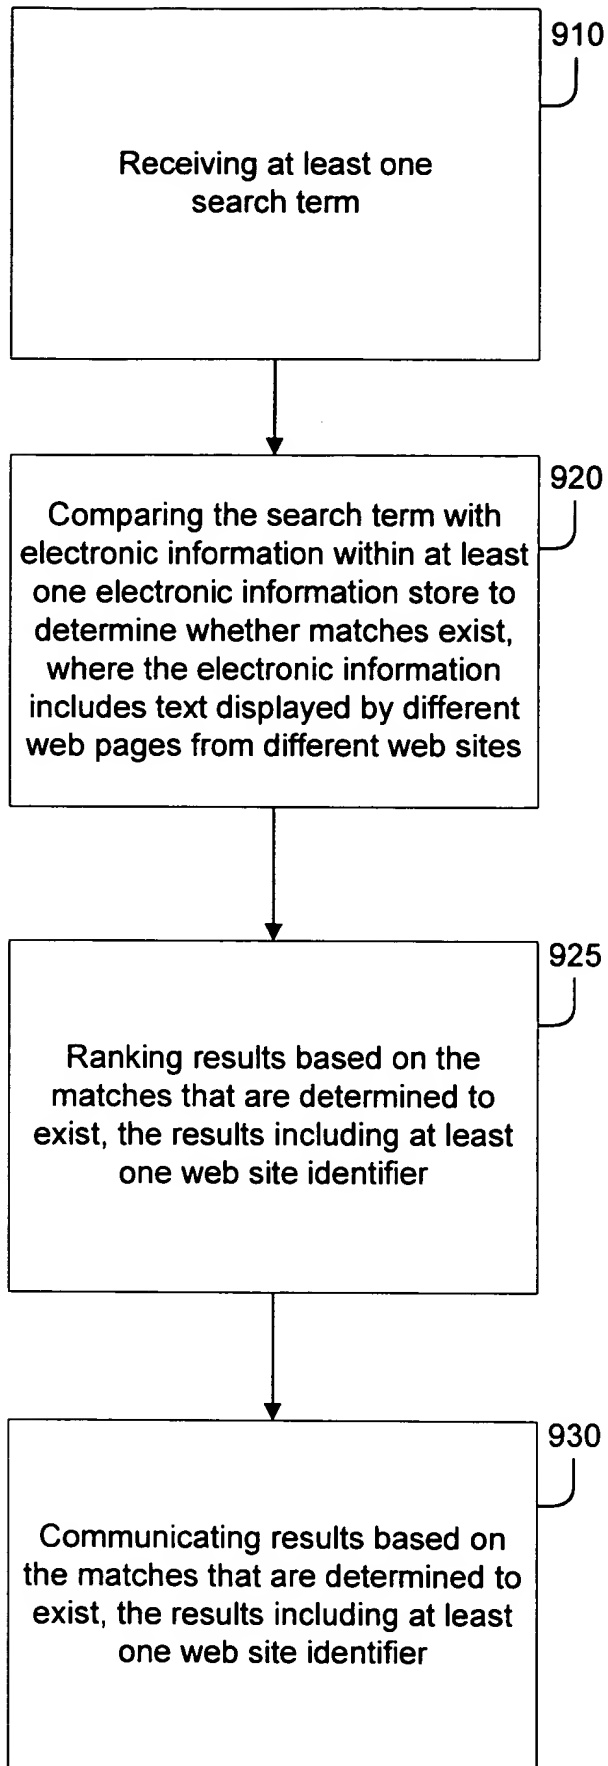 910
Receiving at least one
search term
920
Comparing the search term with
electronic information within at least
one electronic information store to
determine whether matches exist,
where the electronic information
includes text displayed by different
web pages from different web sites
925
Ranking results based on the
matches that are determined to
exist, the results including at least
one web site identifier
930
Communicating results based on
the matches that are determined to
exist, the results including at least
one web site identifier